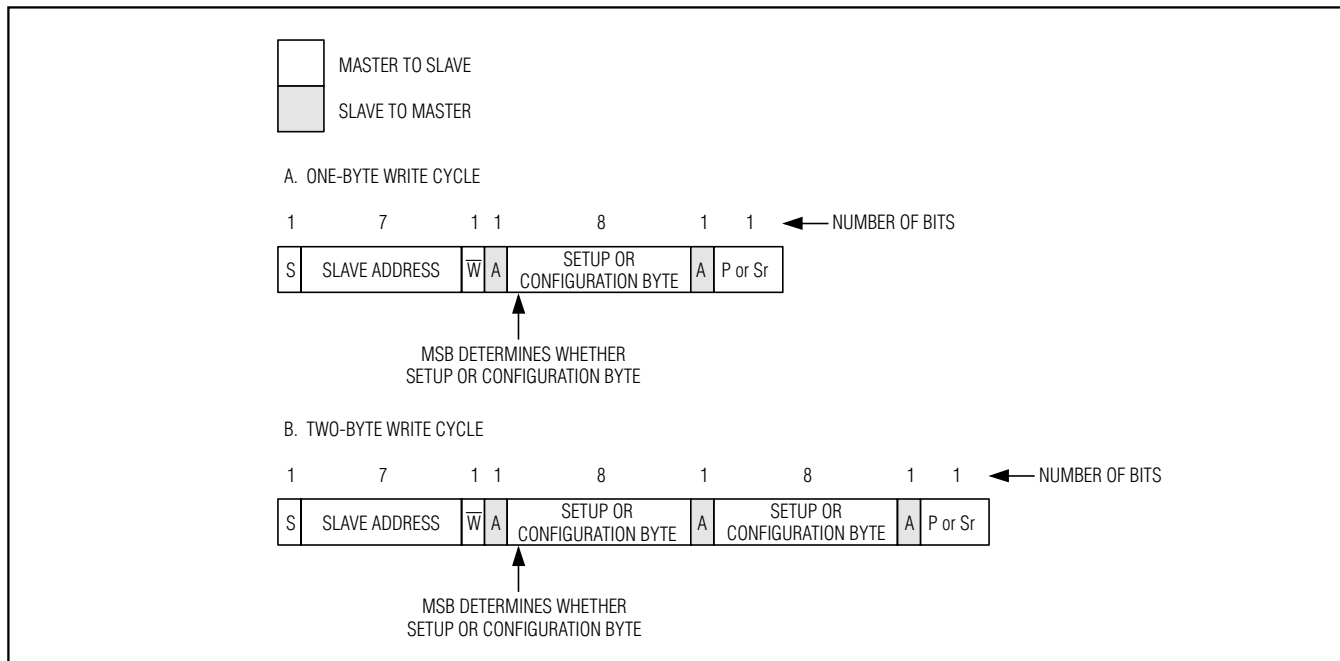 MASTER TO SLAVE
SLAVE TO MASTER
A. ONE-BYTE WRITE CYCLE
1 7 1 1 8 1 1 NUMBER OF BITS
S SLAVE ADDRESS W̅ A SETUP OR CONFIGURATION BYTE A P or Sr
MSB DETERMINES WHETHER
SETUP OR CONFIGURATION BYTE
B. TWO-BYTE WRITE CYCLE
1 7 1 1 8 1 8 1 1 NUMBER OF BITS
S SLAVE ADDRESS W̅ A SETUP OR CONFIGURATION BYTE A SETUP OR CONFIGURATION BYTE A P or Sr
MSB DETERMINES WHETHER
SETUP OR CONFIGURATION BYTE